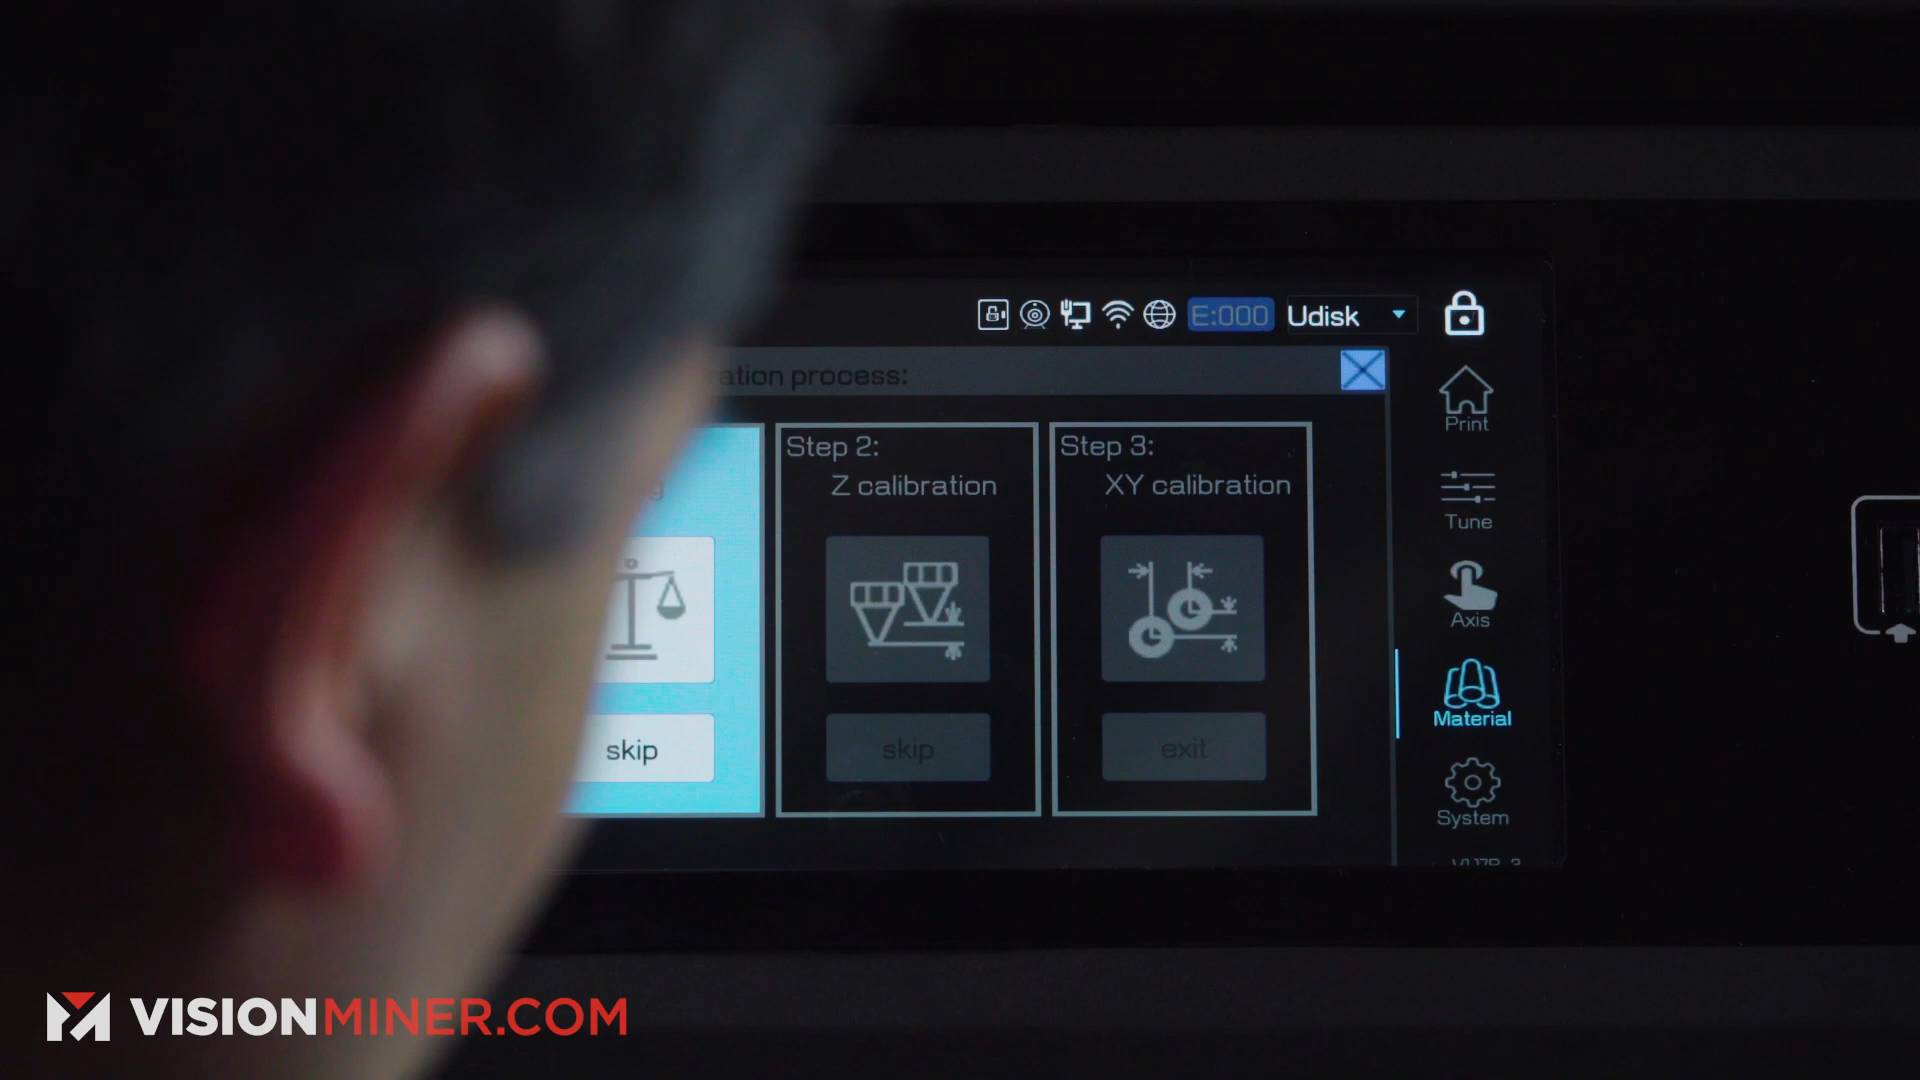 E:000 Udisk
process:
Step 2:
Z calibration
skip
Step 3:
XY calibration
exit
skip
Print
Tune
Axis
Material
System
VISIONMINER.COM